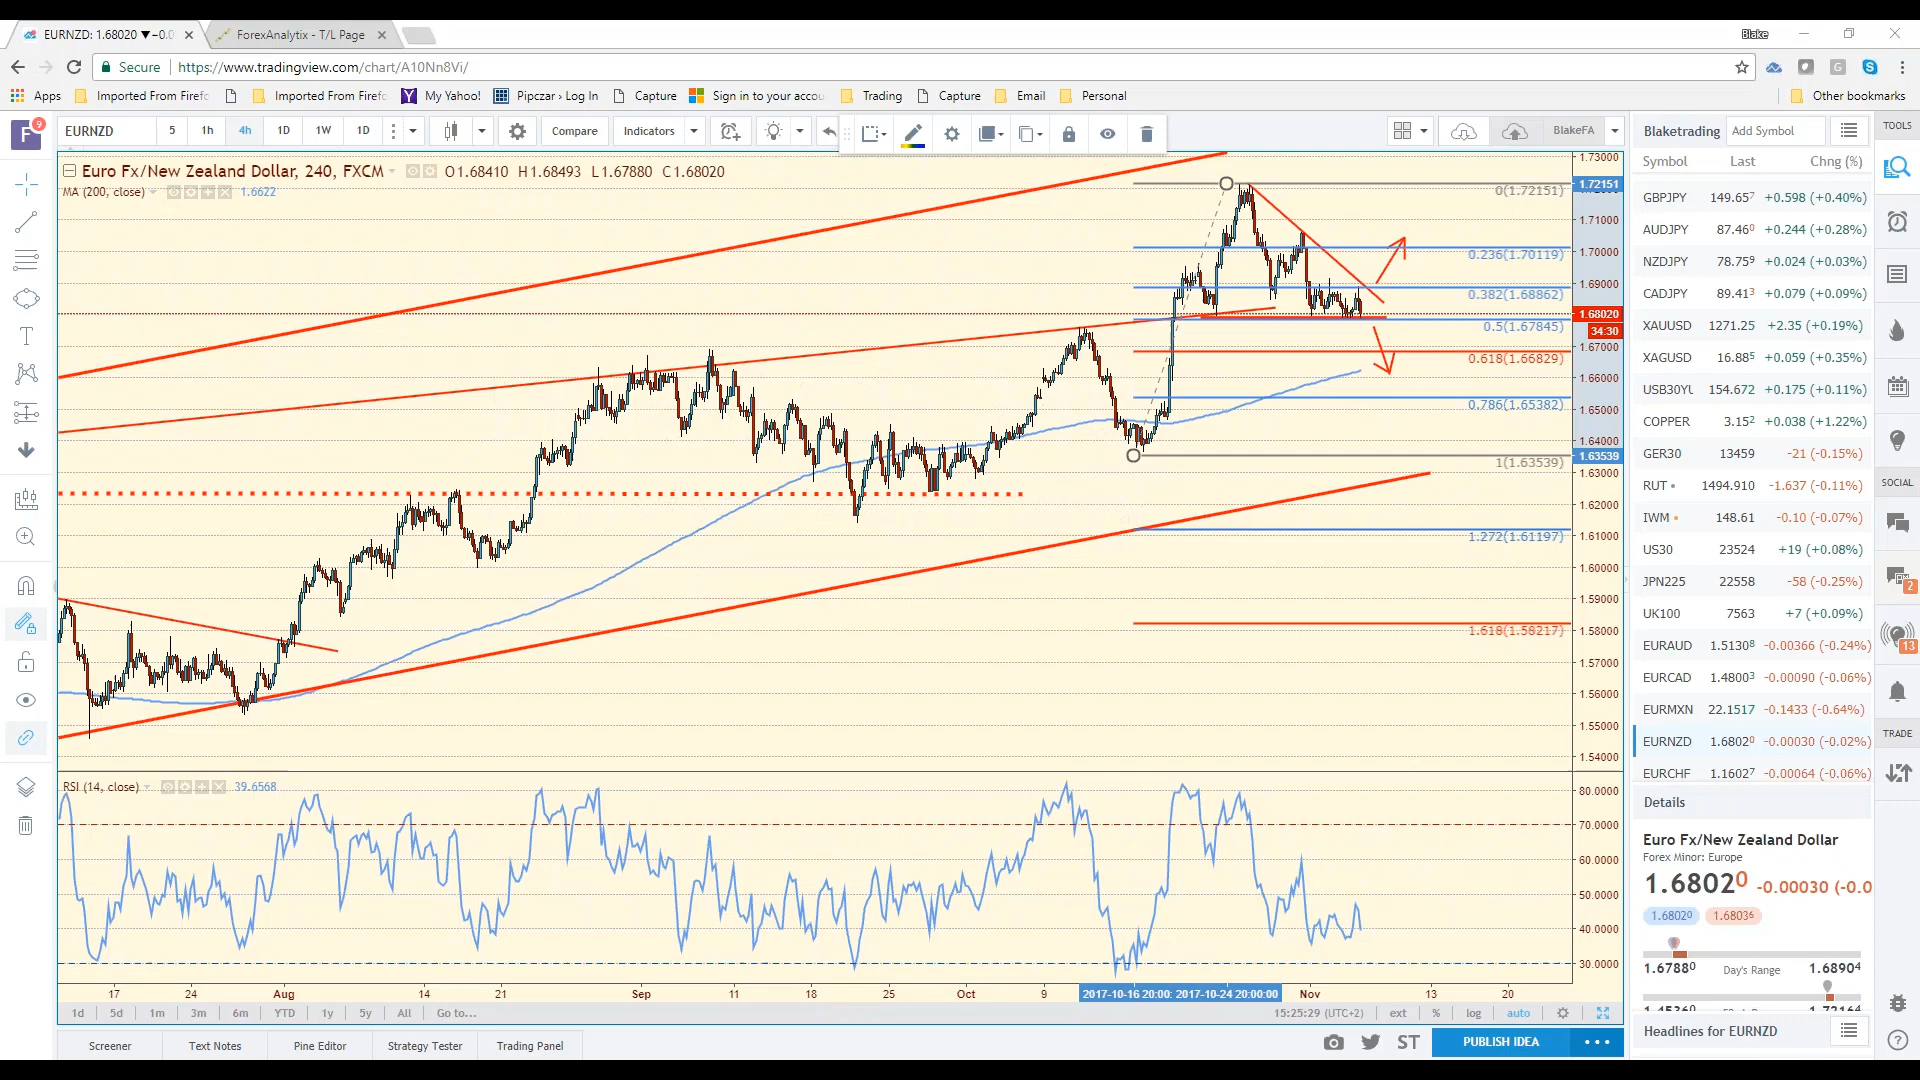 EURNZD: 1.68020 ▼−0.0
ForexAnalytix - T/L Page
Blake
Secure
https://www.tradingview.com/chart/A10Nn8Vi/
Apps
Imported From Firefo
Imported From Firefo
My Yahoo!
Pipczar › Log In
Capture
Sign in to your accou
Trading
Capture
Email
Personal
Other bookmarks
F 9
EURNZD
5
1h
4h
1D
1W
1D
Compare
Indicators
BlakeFA
Blaketrading
Add Symbol
TOOLS
Euro Fx/New Zealand Dollar, 240, FXCM
O1.68410 H1.68493 L1.67880 C1.68020
MA (200, close)
1.6622
0(1.72151)
0.236(1.70119)
0.382(1.68862)
0.5(1.67845)
0.618(1.66829)
0.786(1.65382)
1(1.63539)
1.272(1.61197)
1.618(1.58217)
1.73000
1.72151
1.71000
1.70000
1.69000
1.68020
34:30
1.67000
1.66000
1.65000
1.64000
1.63539
1.63000
1.62000
1.61000
1.60000
1.59000
1.58000
1.57000
1.56000
1.55000
1.54000
RSI (14, close)
39.6568
80.0000
70.0000
60.0000
50.0000
40.0000
30.0000
17
24
Aug
14
21
Sep
11
18
25
Oct
9
2017-10-16 20:00: 2017-10-24 20:00:00
Nov
13
20
1d
5d
1m
3m
6m
YTD
1y
5y
All
Go to...
15:25:29 (UTC+2)
ext
%
log
auto
Screener
Text Notes
Pine Editor
Strategy Tester
Trading Panel
ST
PUBLISH IDEA
Symbol Last Chng (%)
GBPJPY 149.657 +0.598 (+0.40%)
AUDJPY 87.460 +0.244 (+0.28%)
NZDJPY 78.759 +0.024 (+0.03%)
CADJPY 89.413 +0.079 (+0.09%)
XAUUSD 1271.25 +2.35 (+0.19%)
XAGUSD 16.885 +0.059 (+0.35%)
USB30YU 154.672 +0.175 (+0.11%)
COPPER 3.152 +0.038 (+1.22%)
GER30 13459 -21 (-0.15%)
RUT 1494.910 -1.637 (-0.11%)
IWM 148.61 -0.10 (-0.07%)
US30 23524 +19 (+0.08%)
JPN225 22558 -58 (-0.25%)
UK100 7563 +7 (+0.09%)
EURAUD 1.51308 -0.00366 (-0.24%)
EURCAD 1.48003 -0.00090 (-0.06%)
EURMXN 22.1517 -0.1433 (-0.64%)
EURNZD 1.68020 -0.00030 (-0.02%)
EURCHF 1.16027 -0.00064 (-0.06%)
Details
Euro Fx/New Zealand Dollar
Forex Minor: Europe
1.68020 -0.00030 (-0.0
1.68020 1.68036
1.67880 Day's Range 1.68904
Headlines for EURNZD
SOCIAL
2
13
TRADE